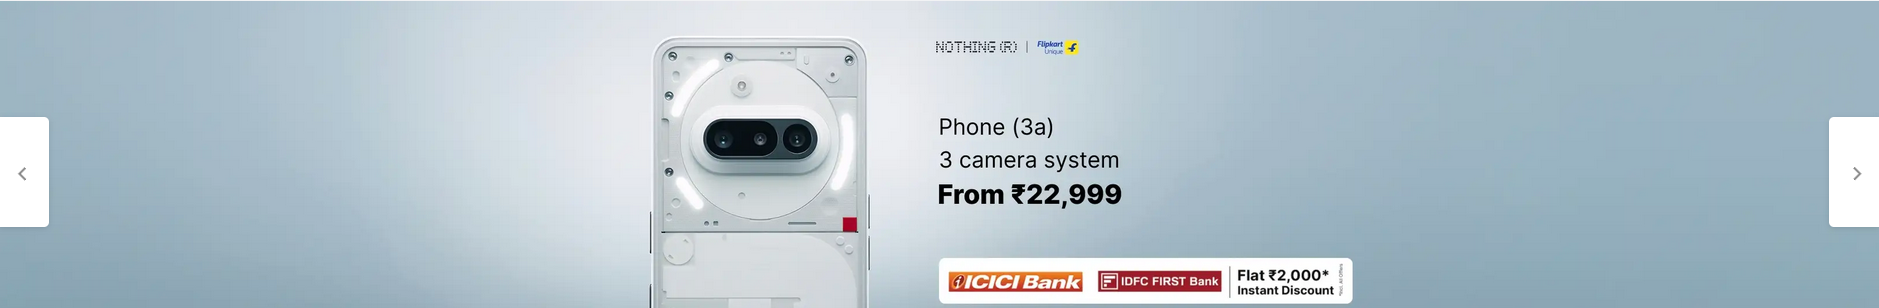 NOTHING (R) | Flipkart
Unique
Phone (3a)
3 camera system
From ₹22,999
ICICI Bank
IDFC FIRST Bank
Flat ₹2,000*
Instant Discount